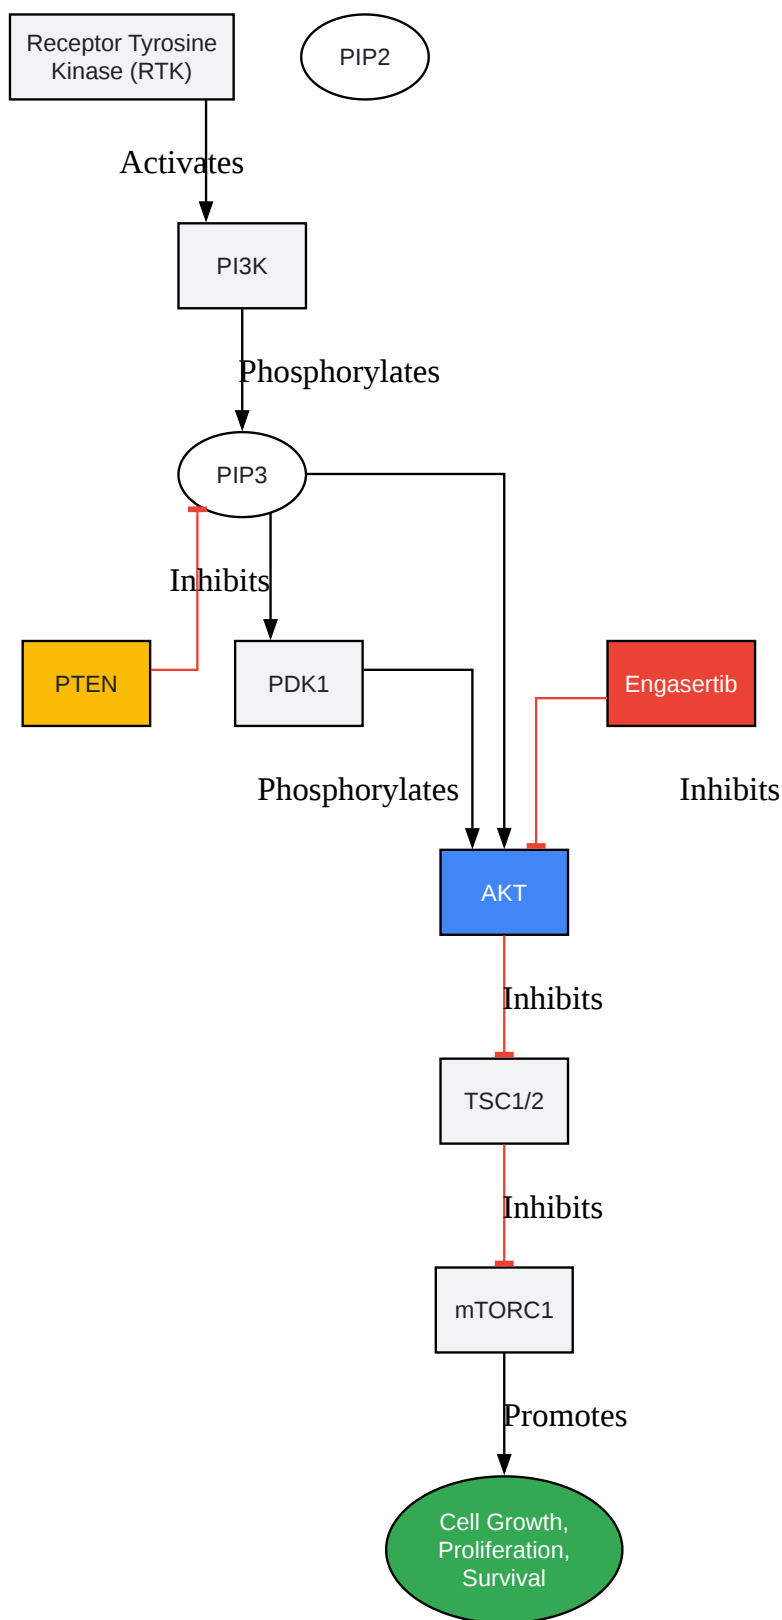 Receptor Tyrosine
Kinase (RTK)
PIP2
Activates
PI3K
Phosphorylates
PIP3
Inhibits
PTEN
PDK1
Engasertib
Phosphorylates
Inhibits
AKT
Inhibits
TSC1/2
Inhibits
mTORC1
Promotes
Cell Growth,
Proliferation,
Survival